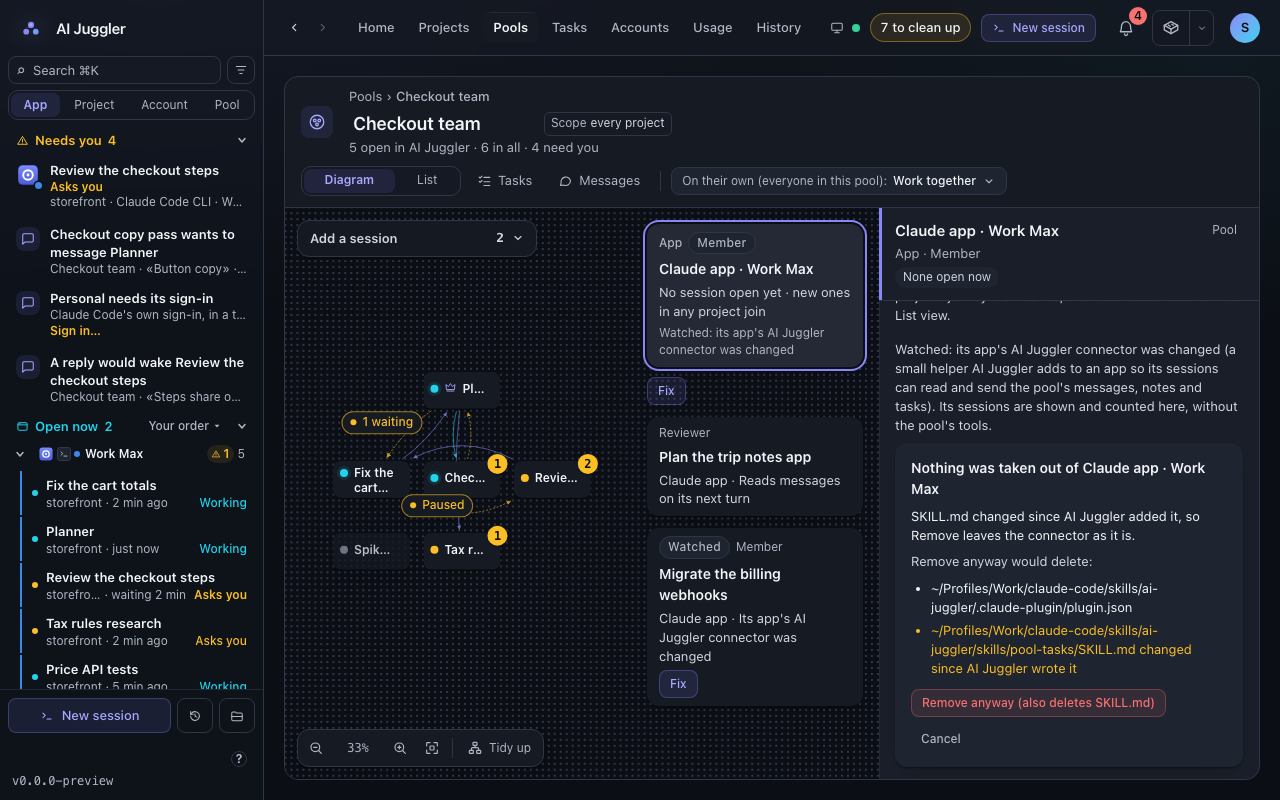 AI Juggler
Search ⌘K
App Project Account Pool
Needs you 4
Review the checkout steps
Asks you
storefront · Claude Code CLI · W...
Checkout copy pass wants to
message Planner
Checkout team · «Button copy» ·...
Personal needs its sign-in
Claude Code's own sign-in, in a t...
Sign in...
A reply would wake Review the
checkout steps
Checkout team · «Steps share o...
Open now 2 Your order
Work Max 1 5
Fix the cart totals
storefront · 2 min ago Working
Planner
storefront · just now Working
Review the checkout steps
storefro... · waiting 2 min Asks you
Tax rules research
storefront · 2 min ago Asks you
Price API tests
storefront · 5 min ago Working
New session
?
v0.0.0-preview
Home Projects Pools Tasks Accounts Usage History
7 to clean up
New session
4
S
Pools › Checkout team
Checkout team
Scope every project
5 open in AI Juggler · 6 in all · 4 need you
Diagram List Tasks Messages
On their own (everyone in this pool): Work together
Add a session 2
Pl...
1 waiting
Fix the
cart...
Chec... 1
Revie... 2
Paused
Spik...
Tax r... 1
33%
Tidy up
App Member
Claude app · Work Max
No session open yet · new ones
in any project join
Watched: its app's AI Juggler
connector was changed
Fix
Reviewer
Plan the trip notes app
Claude app · Reads messages
on its next turn
Watched Member
Migrate the billing
webhooks
Claude app · Its app's AI
Juggler connector was
changed
Fix
Claude app · Work Max
Pool
App · Member
None open now
List view.
Watched: its app's AI Juggler connector was changed (a
small helper AI Juggler adds to an app so its sessions
can read and send the pool's messages, notes and
tasks). Its sessions are shown and counted here, without
the pool's tools.
Nothing was taken out of Claude app · Work
Max
SKILL.md changed since AI Juggler added it, so
Remove leaves the connector as it is.
Remove anyway would delete:
• ~/Profiles/Work/claude-code/skills/ai-
juggler/.claude-plugin/plugin.json
• ~/Profiles/Work/claude-code/skills/ai-
juggler/skills/pool-tasks/SKILL.md changed
since AI Juggler wrote it
Remove anyway (also deletes SKILL.md)
Cancel